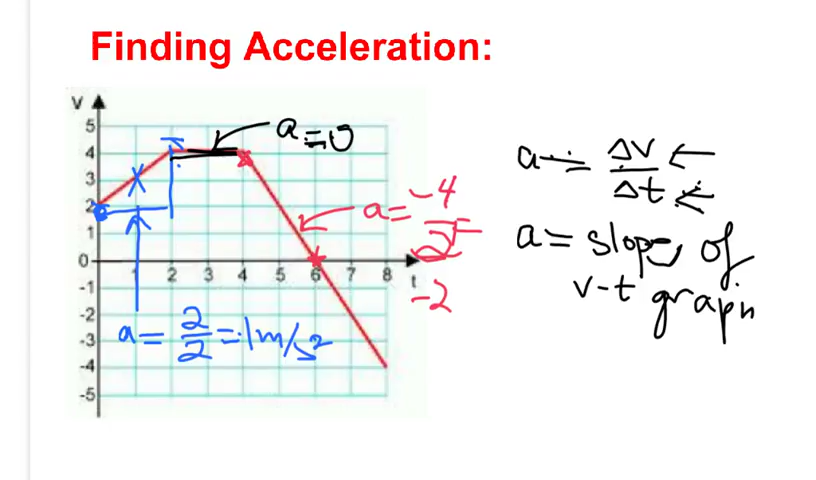 Finding Acceleration:
v
5
4
3
2
1
0
-1
-2
-3
-4
-5
1 2 3 4 5 6 7 8 t
a = 0
a = -4
2 =
-2
a = 2/2 = 1m/s²
a = Δv
Δt
a = slope of
v-t graph